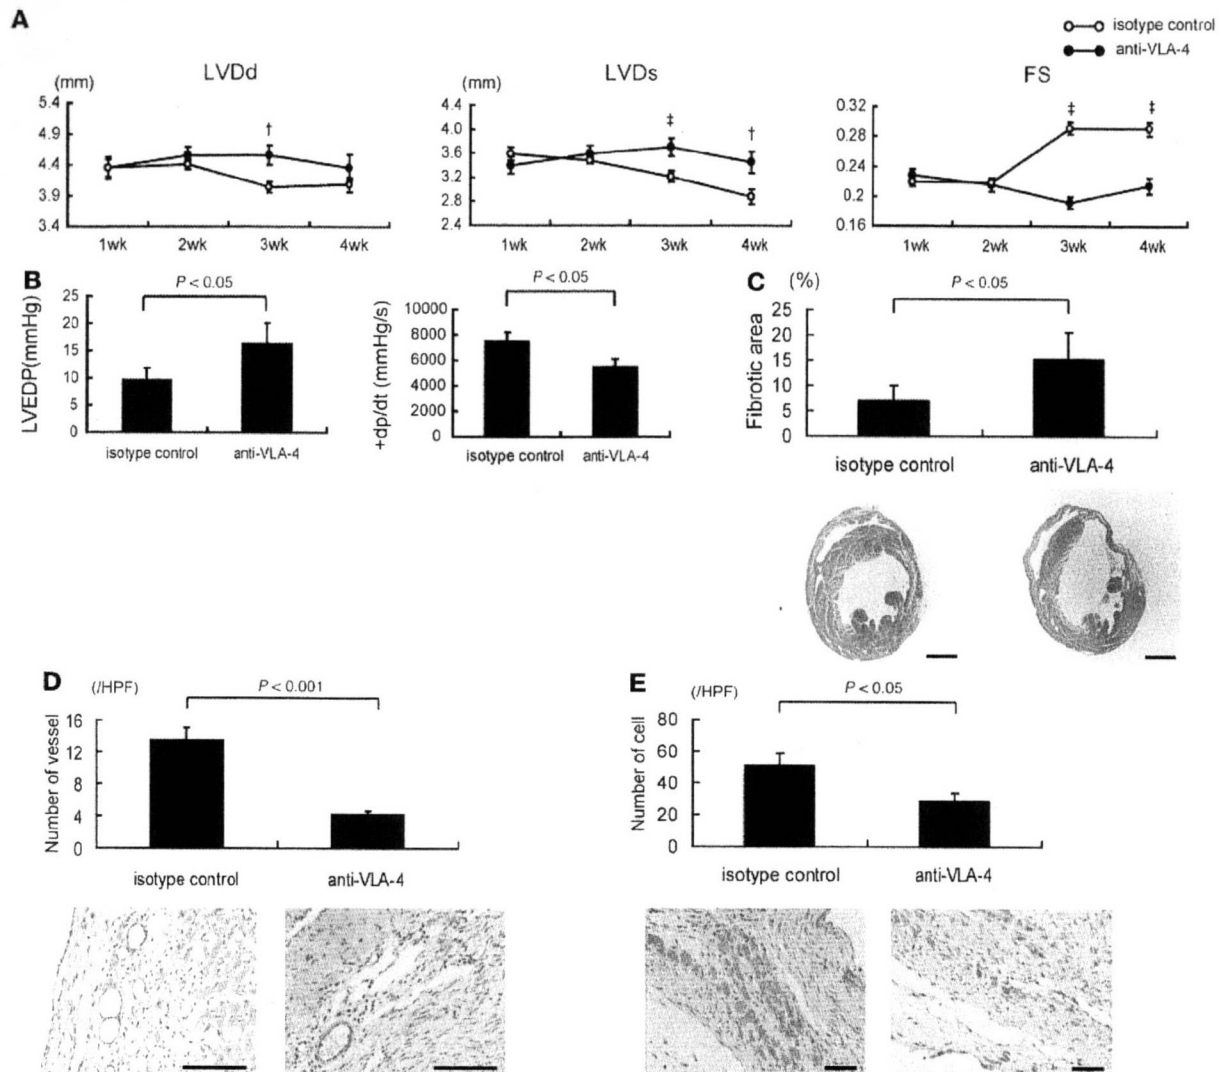 A
isotype control
anti-VLA-4
LVDd
(mm)
5.4
4.9
4.4
3.9
3.4
1wk 2wk 3wk 4wk
†
LVDs
(mm)
4.4
4.0
3.6
3.2
2.8
2.4
1wk 2wk 3wk 4wk
‡ †
FS
0.32
0.28
0.24
0.2
0.16
1wk 2wk 3wk 4wk
‡ ‡
B
P < 0.05
LVEDP(mmHg)
25
20
15
10
5
0
isotype control anti-VLA-4
P < 0.05
+dp/dt (mmHg/s)
10000
8000
6000
4000
2000
0
isotype control anti-VLA-4
C (%)
P < 0.05
Fibrotic area
25
20
15
10
5
0
isotype control anti-VLA-4
D (/HPF)
P < 0.001
Number of vessel
16
12
8
4
0
isotype control anti-VLA-4
E (/HPF)
P < 0.05
Number of cell
80
60
40
20
0
isotype control anti-VLA-4